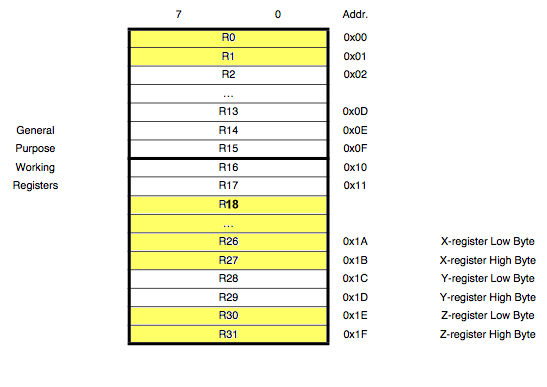 7 0 Addr.
R0 0x00
R1 0x01
R2 0x02
...
R13 0x0D
General R14 0x0E
Purpose R15 0x0F
Working R16 0x10
Registers R17 0x11
R18
...
R26 0x1A X-register Low Byte
R27 0x1B X-register High Byte
R28 0x1C Y-register Low Byte
R29 0x1D Y-register High Byte
R30 0x1E Z-register Low Byte
R31 0x1F Z-register High Byte